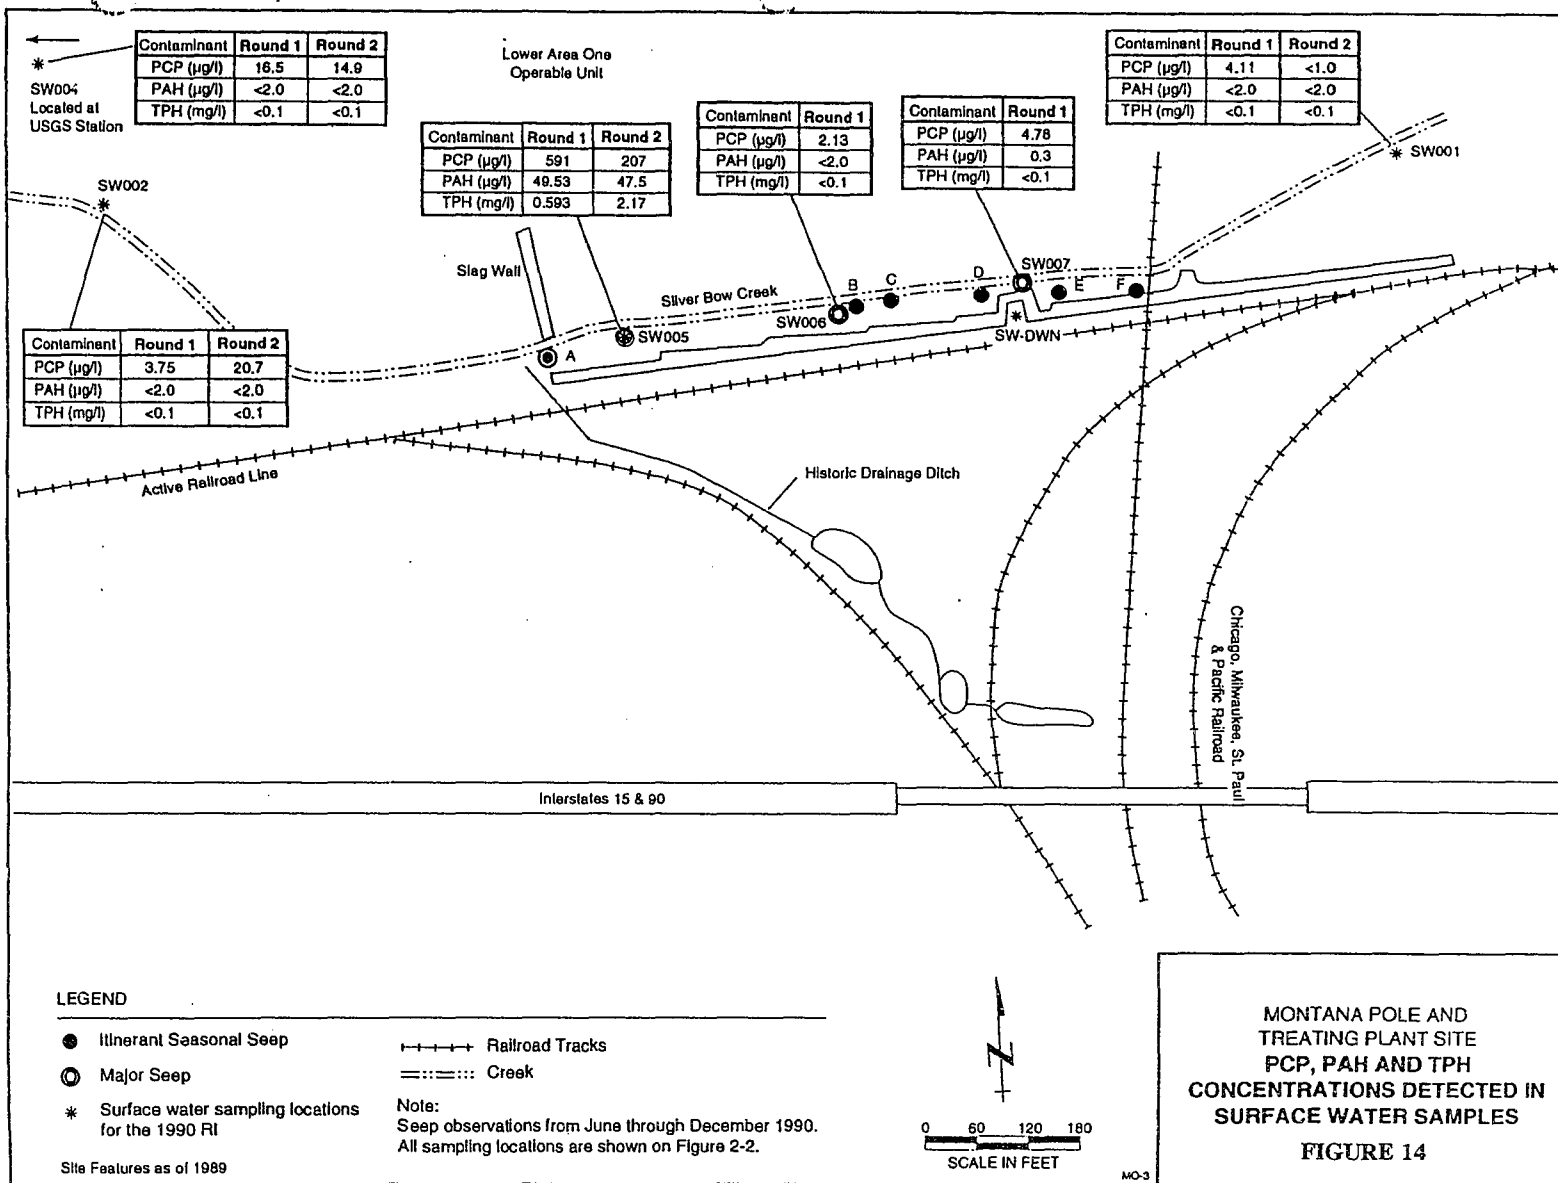 SW004
Located at
USGS Station
Contaminant Round 1 Round 2
PCP (µg/l) 16.5 14.9
PAH (µg/l) <2.0 <2.0
TPH (mg/l) <0.1 <0.1
Lower Area One
Operable Unit
Contaminant Round 1 Round 2
PCP (µg/l) 4.11 <1.0
PAH (µg/l) <2.0 <2.0
TPH (mg/l) <0.1 <0.1
SW001
Contaminant Round 1 Round 2
PCP (µg/l) 591 207
PAH (µg/l) 49.53 47.5
TPH (mg/l) 0.593 2.17
Contaminant Round 1
PCP (µg/l) 2.13
PAH (µg/l) <2.0
TPH (mg/l) <0.1
Contaminant Round 1
PCP (µg/l) 4.78
PAH (µg/l) 0.3
TPH (mg/l) <0.1
SW002
Slag Wall
Silver Bow Creek
SW006
B
C
D
SW007
E
F
SW-DWN
A
SW005
Contaminant Round 1 Round 2
PCP (µg/l) 3.75 20.7
PAH (µg/l) <2.0 <2.0
TPH (mg/l) <0.1 <0.1
Active Railroad Line
Historic Drainage Ditch
Chicago, Milwaukee, St. Paul
& Pacific Railroad
Interstates 15 & 90
LEGEND
Itinerant Seasonal Seep
Major Seep
Surface water sampling locations
for the 1990 RI
Site Features as of 1989
Railroad Tracks
Creek
Note:
Seep observations from June through December 1990.
All sampling locations are shown on Figure 2-2.
N
0 60 120 180
SCALE IN FEET
MO-3
MONTANA POLE AND
TREATING PLANT SITE
PCP, PAH AND TPH
CONCENTRATIONS DETECTED IN
SURFACE WATER SAMPLES
FIGURE 14